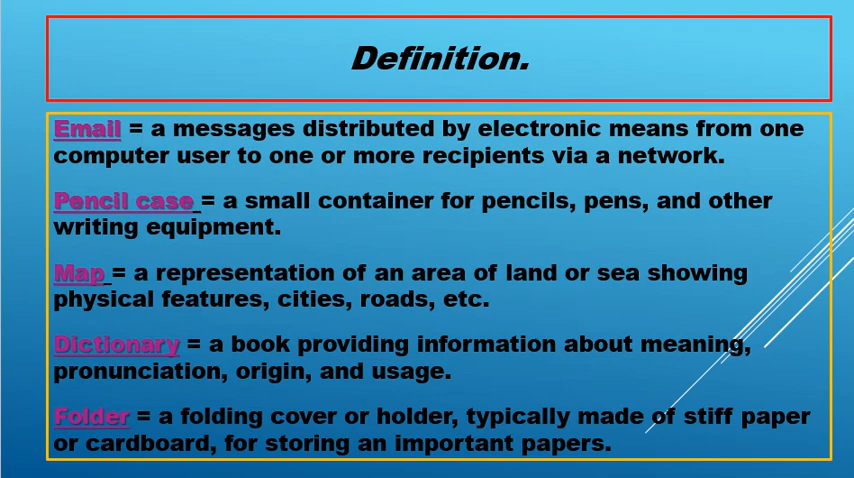 Definition.
Email = a messages distributed by electronic means from one
computer user to one or more recipients via a network.
Pencil case = a small container for pencils, pens, and other
writing equipment.
Map = a representation of an area of land or sea showing
physical features, cities, roads, etc.
Dictionary = a book providing information about meaning,
pronunciation, origin, and usage.
Folder = a folding cover or holder, typically made of stiff paper
or cardboard, for storing an important papers.